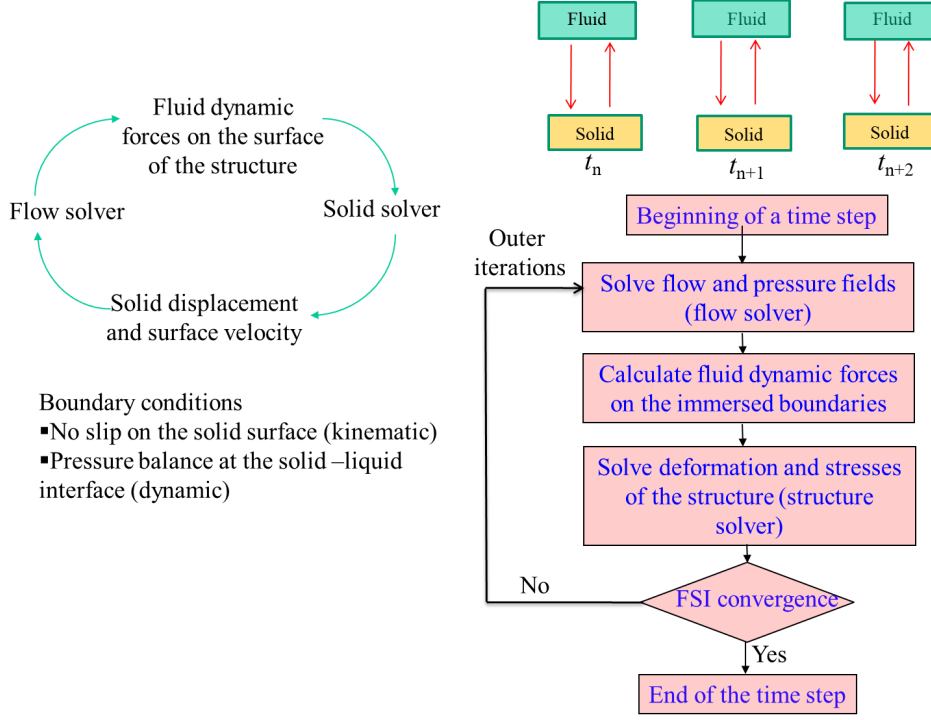 Fluid
Fluid
Fluid
Solid
Solid
Solid
tn
tn+1
tn+2
Fluid dynamic
forces on the surface
of the structure
Flow solver
Solid solver
Solid displacement
and surface velocity
Boundary conditions
▪No slip on the solid surface (kinematic)
▪Pressure balance at the solid –liquid
interface (dynamic)
Beginning of a time step
Outer
iterations
Solve flow and pressure fields
(flow solver)
Calculate fluid dynamic forces
on the immersed boundaries
Solve deformation and stresses
of the structure (structure
solver)
FSI convergence
No
Yes
End of the time step